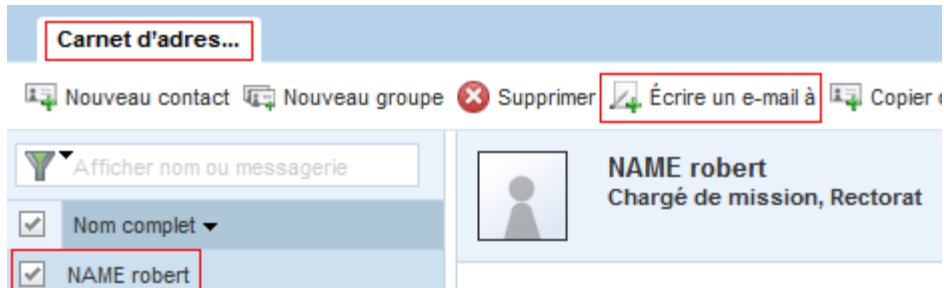 Carnet d'adres...
Nouveau contact Nouveau groupe Supprimer Écrire un e-mail à Copier
Afficher nom ou messagerie
Nom complet
NAME robert
NAME robert
Chargé de mission, Rectorat